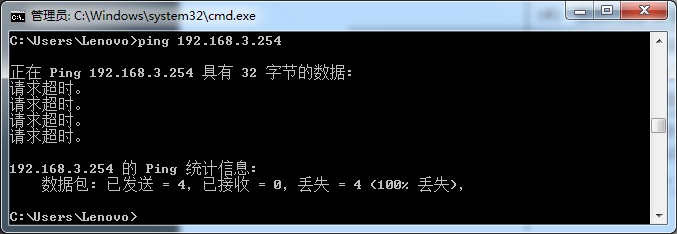 管理员: C:\Windows\system32\cmd.exe
C:\Users\Lenovo>ping 192.168.3.254
正在 Ping 192.168.3.254 具有 32 字节的数据:
请求超时。
请求超时。
请求超时。
请求超时。
192.168.3.254 的 Ping 统计信息:
数据包: 已发送 = 4, 已接收 = 0, 丢失 = 4 (100% 丢失),
C:\Users\Lenovo>